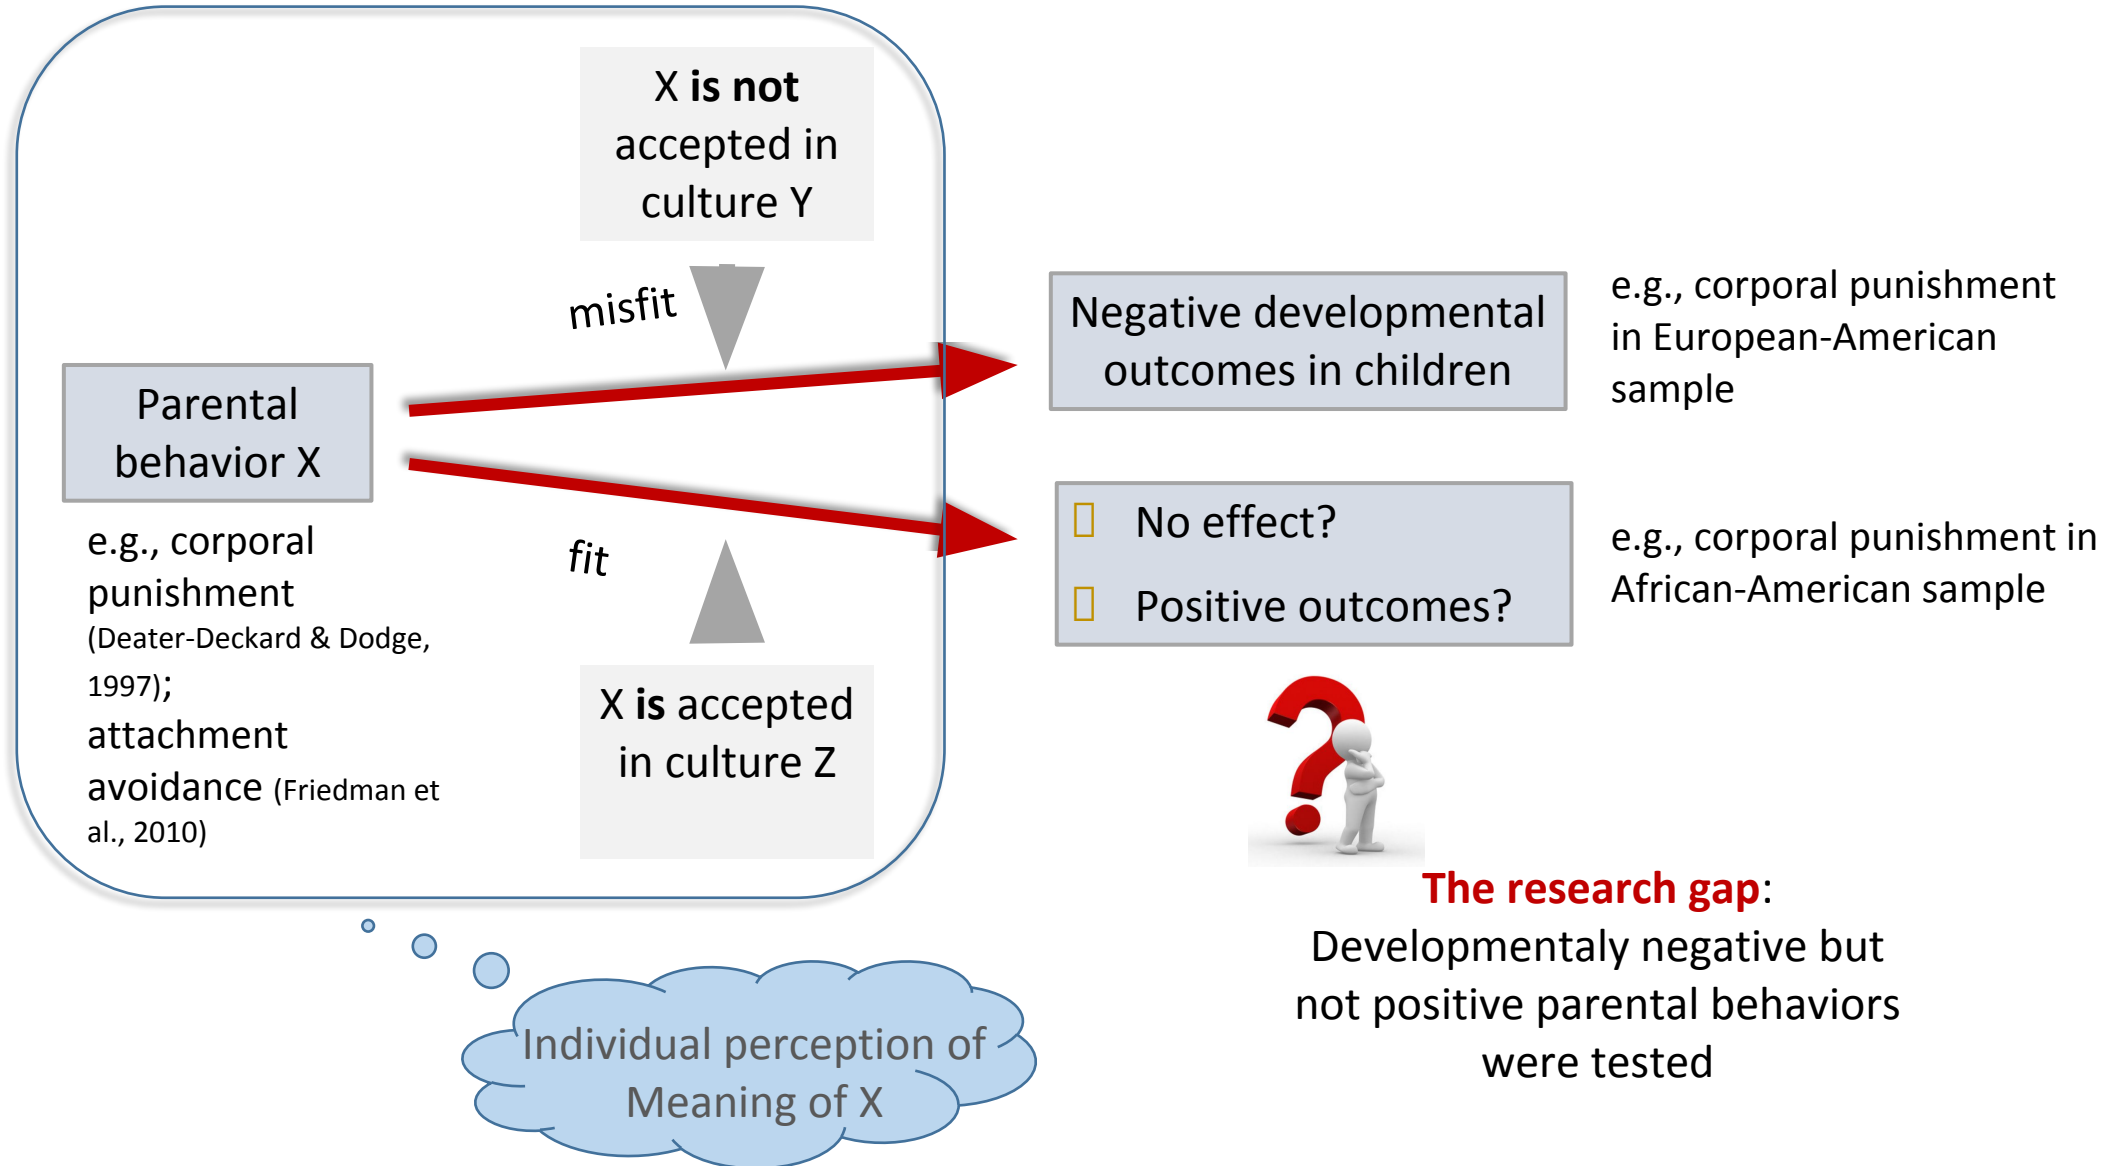 X is not
accepted in
culture Y
misfit
Parental
behavior X
e.g., corporal
punishment
(Deater-Deckard & Dodge,
1997);
attachment
avoidance (Friedman et
al., 2010)
fit
X is accepted
in culture Z
Individual perception of
Meaning of X
Negative developmental
outcomes in children
e.g., corporal punishment
in European-American
sample
No effect?
Positive outcomes?
e.g., corporal punishment in
African-American sample
The research gap:
Developmentaly negative but
not positive parental behaviors
were tested